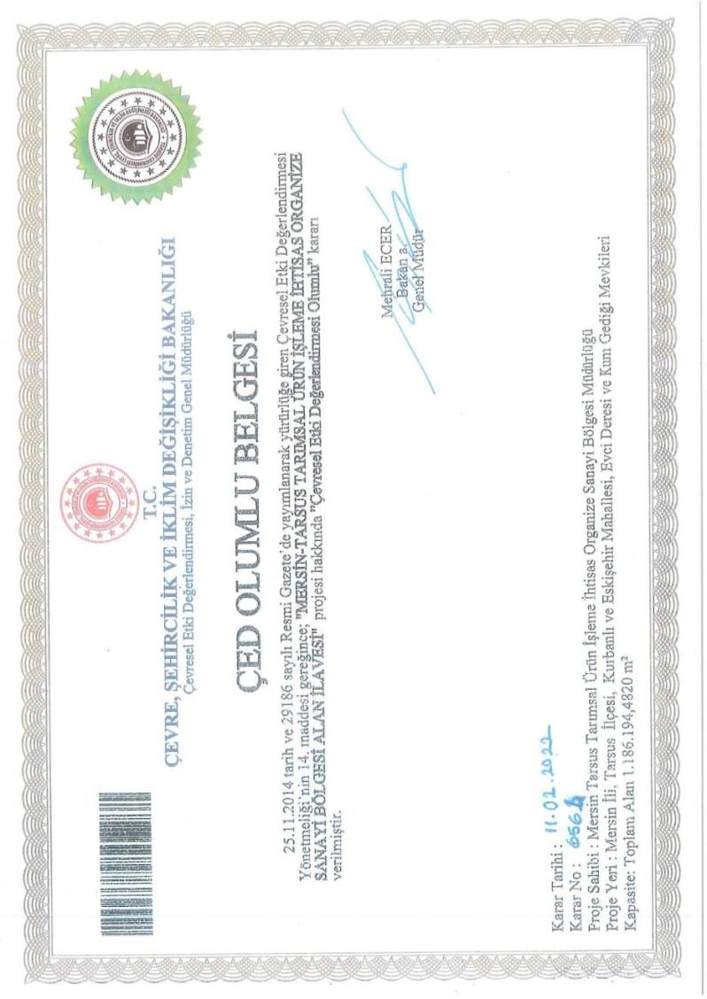 T.C.
ÇEVRE, ŞEHİRCİLİK VE İKLİM DEĞİŞİKLİĞİ BAKANLIĞI
Çevresel Etki Değerlendirmesi, İzin ve Denetim Genel Müdürlüğü
ÇED OLUMLU BELGESİ
25.11.2014 tarih ve 29186 sayılı Resmi Gazete'de yayımlanarak yürürlüğe giren Çevresel Etki Değerlendirmesi
Yönetmeliği'nin 14. maddesi gereğince; "MERSİN-TARSUS TARIMSAL ÜRÜN İŞLEME İHTİSAS ORGANİZE
SANAYİ BÖLGESİ ALAN İLAVESİ" projesi hakkında "Çevresel Etki Değerlendirmesi Olumlu" kararı
verilmiştir.
Mehrali ECER
Bakan a.
Genel Müdür
Karar Tarihi : 11.02.2022
Karar No :
Proje Sahibi : Mersin Tarsus Tarımsal Ürün İşleme İhtisas Organize Sanayi Bölgesi Müdürlüğü
Proje Yeri : Mersin İli, Tarsus İlçesi, Kurbanlı ve Eskişehir Mahallesi, Evci Deresi ve Kum Gediği Mevkileri
Kapasite: Toplam Alan 1.186.194,4820 m²